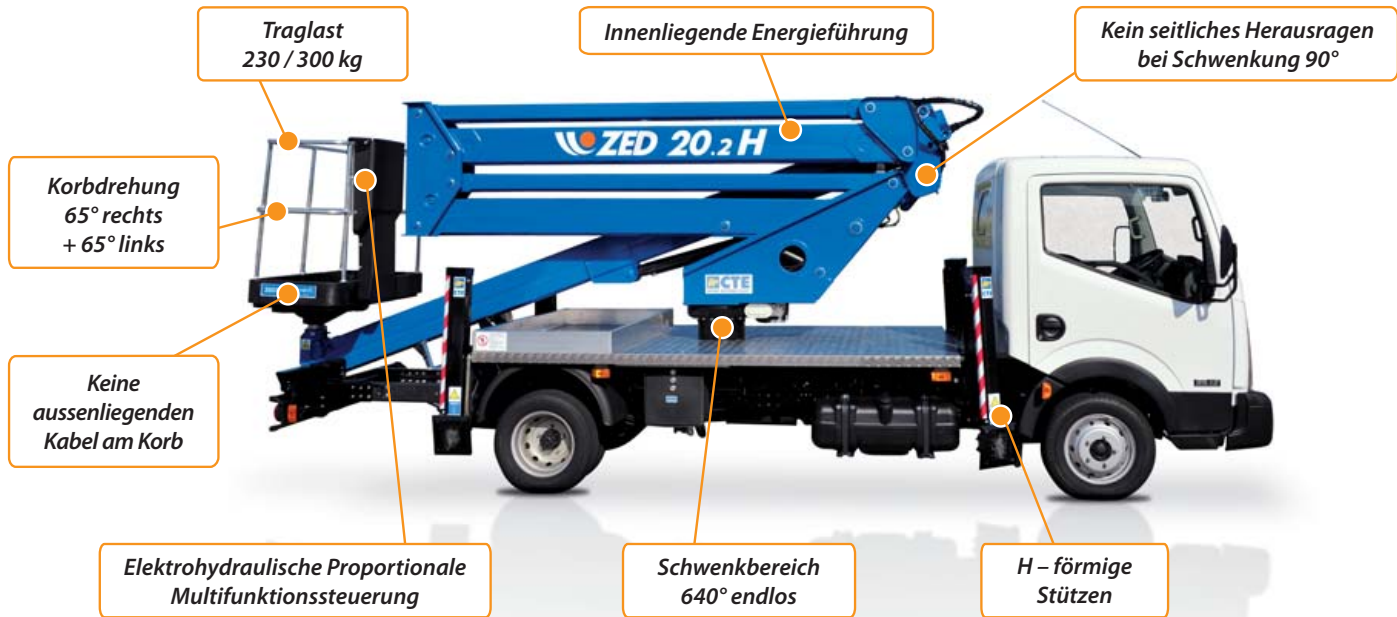 Traglast
230 / 300 kg
Innenliegende Energieführung
Kein seitliches Herausragen
bei Schwenkung 90°
ZED 20.2 H
Korbdrehung
65° rechts
+ 65° links
CTE
Keine
aussenliegenden
Kabel am Korb
Elektrohydraulische Proportionale
Multifunktionssteuerung
Schwenkbereich
640° endlos
H – förmige
Stützen